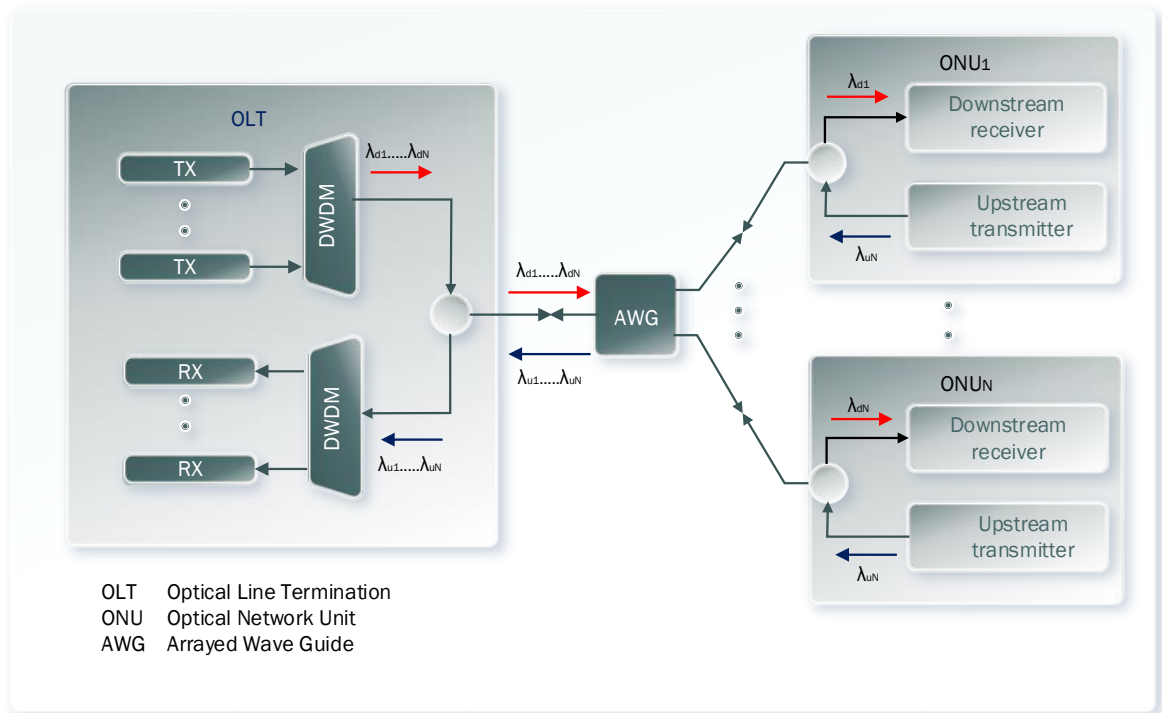 OLT
TX
TX
DWDM
λd1.....λdN
RX
RX
DWDM
λu1.....λuN
λd1.....λdN
AWG
λu1.....λuN
ONU1
λd1
Downstream
receiver
Upstream
transmitter
λuN
ONUN
λdN
Downstream
receiver
Upstream
transmitter
λuN
OLT Optical Line Termination
ONU Optical Network Unit
AWG Arrayed Wave Guide